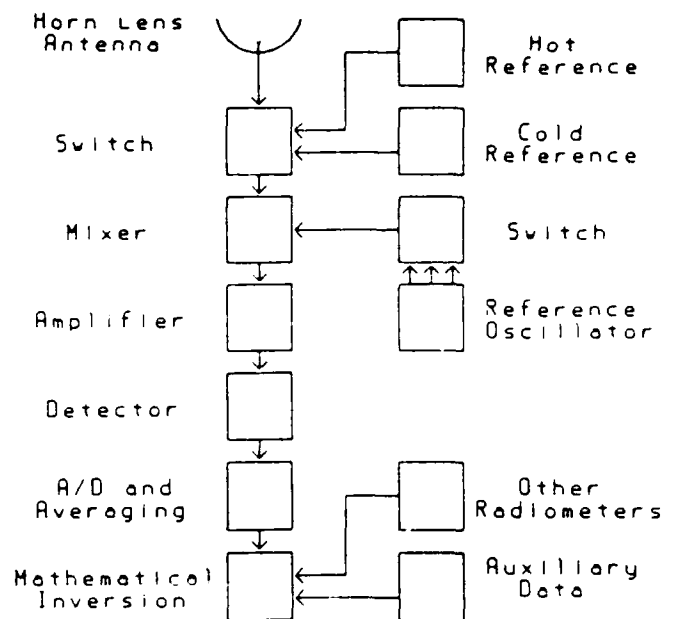 Horn Lens
Antenna
Hot
Reference
Switch
Cold
Reference
Mixer
Switch
Amplifier
Reference
Oscillator
Detector
A/D and
Averaging
Other
Radiometers
Mathematical
Inversion
Auxiliary
Data